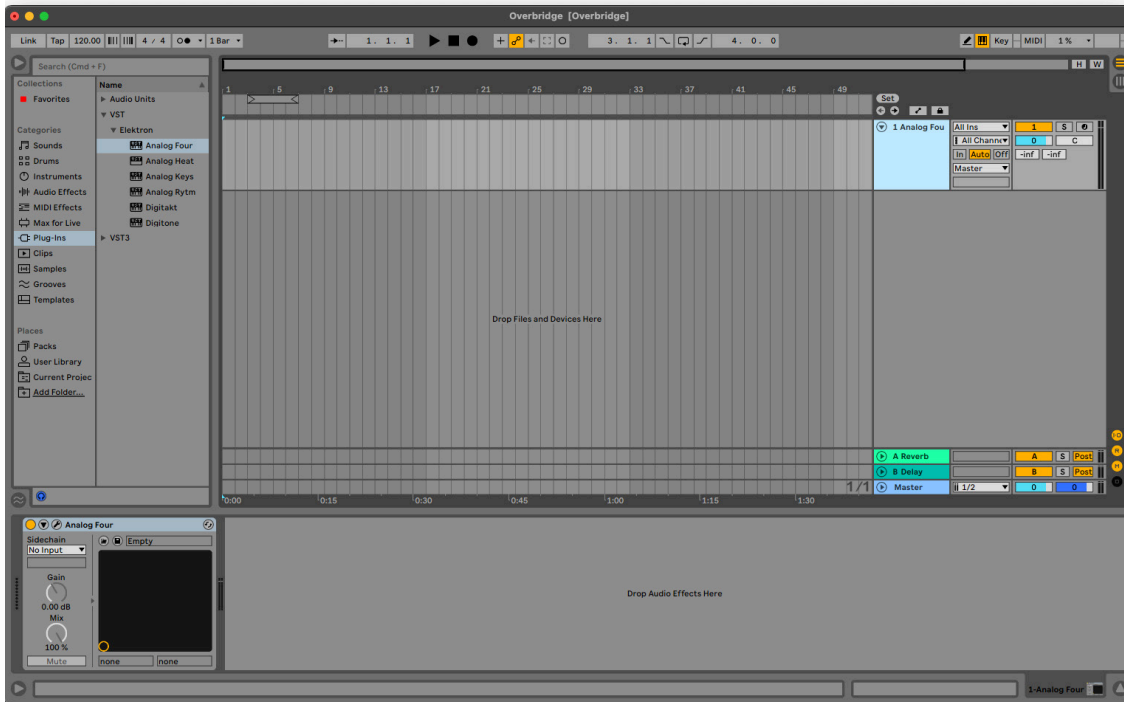 Overbridge [Overbridge]
Link Tap 120.00 4 / 4 1 Bar 1. 1. 1 3. 1. 1 4. 0. 0 Key MIDI 1 %
Search (Cmd + F)
H W
Collections
Favorites
Categories
Sounds
Drums
Instruments
Audio Effects
MIDI Effects
Max for Live
Plug-Ins
Clips
Samples
Grooves
Templates
Places
Packs
User Library
Current Projec
Add Folder...
Name
Audio Units
VST
Elektron
Analog Four
Analog Heat
Analog Keys
Analog Rytm
Digitakt
Digitone
VST3
1 5 9 13 17 21 25 29 33 37 41 45 49
Set
1 Analog Fou All Ins 1 S
All Channe 0 C
In Auto Off -inf -inf
Master
Drop Files and Devices Here
A Reverb A S Post
B Delay B S Post
1/1 Master 1/2 0 0
0:00 0:15 0:30 0:45 1:00 1:15 1:30
Analog Four
Sidechain
No Input
Empty
Gain
0.00 dB
Mix
100 %
Mute none none
Drop Audio Effects Here
1-Analog Four